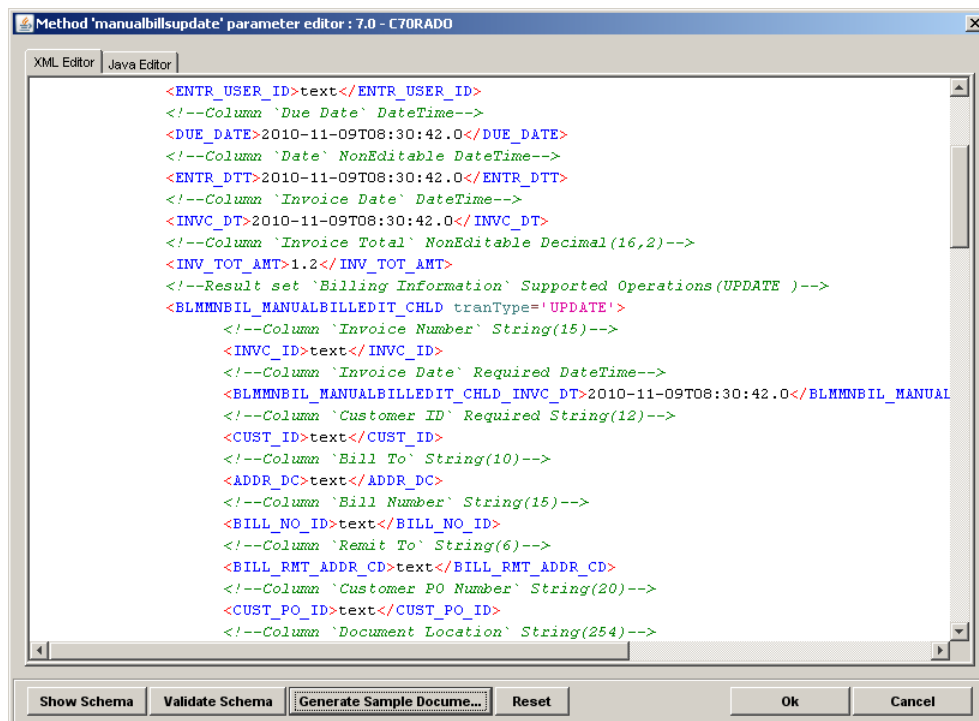 Method 'manualbillsupdate' parameter editor : 7.0 - C70RADO
XML Editor
Java Editor
<ENTR_USER_ID>text</ENTR_USER_ID>
<!--Column `Due Date` DateTime-->
<DUE_DATE>2010-11-09T08:30:42.0</DUE_DATE>
<!--Column `Date` NonEditable DateTime-->
<ENTR_DTT>2010-11-09T08:30:42.0</ENTR_DTT>
<!--Column `Invoice Date` DateTime-->
<INVC_DT>2010-11-09T08:30:42.0</INVC_DT>
<!--Column `Invoice Total` NonEditable Decimal(16,2)-->
<INV_TOT_AMT>1.2</INV_TOT_AMT>
<!--Result set `Billing Information` Supported Operations(UPDATE )-->
<BLMMNBIL_MANUALBILLEDIT_CHLD tranType='UPDATE'>
<!--Column `Invoice Number` String(15)-->
<INVC_ID>text</INVC_ID>
<!--Column `Invoice Date` Required DateTime-->
<BLMMNBIL_MANUALBILLEDIT_CHLD_INVC_DT>2010-11-09T08:30:42.0</BLMMNBIL_MANUAL
<!--Column `Customer ID` Required String(12)-->
<CUST_ID>text</CUST_ID>
<!--Column `Bill To` String(10)-->
<ADDR_DC>text</ADDR_DC>
<!--Column `Bill Number` String(15)-->
<BILL_NO_ID>text</BILL_NO_ID>
<!--Column `Remit To` String(6)-->
<BILL_RMT_ADDR_CD>text</BILL_RMT_ADDR_CD>
<!--Column `Customer PO Number` String(20)-->
<CUST_PO_ID>text</CUST_PO_ID>
<!--Column `Document Location` String(254)-->
Show Schema
Validate Schema
Generate Sample Docume...
Reset
Ok
Cancel